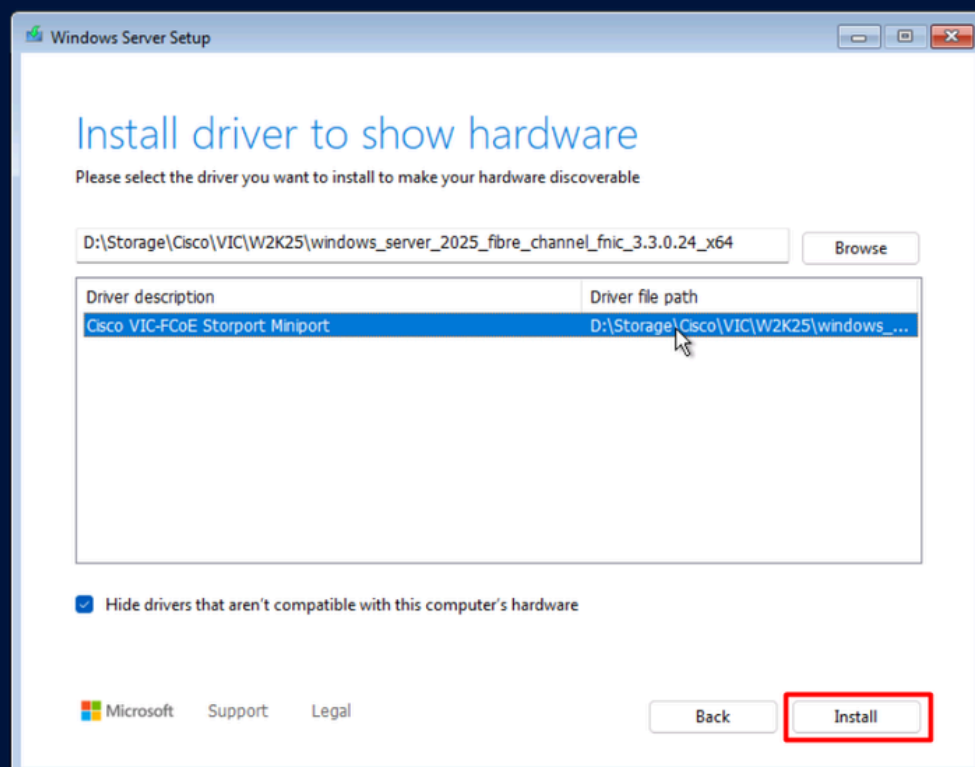 Windows Server Setup
Install driver to show hardware
Please select the driver you want to install to make your hardware discoverable
D:\Storage\Cisco\VIC\W2K25\windows_server_2025_fibre_channel_fnic_3.3.0.24_x64
Browse
Driver description Driver file path
Cisco VIC-FCoE Storport Miniport D:\Storage\Cisco\VIC\W2K25\windows_...
Hide drivers that aren't compatible with this computer's hardware
Microsoft Support Legal Back Install